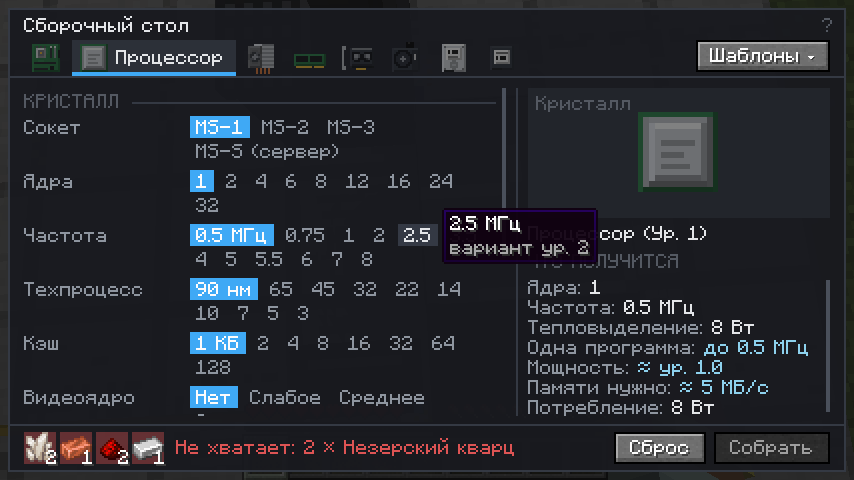 Сборочный стол
?
Процессор
Шаблоны
КРИСТАЛЛ
Сокет MS-1 MS-2 MS-3
MS-S (сервер)
Ядра 1 2 4 6 8 12 16 24
32
Частота 0.5 МГц 0.75 1 2 2.5
4 5 5.5 6 7 8
Техпроцесс 90 нм 65 45 32 22 14
10 7 5 3
Кэш 1 КБ 2 4 8 16 32 64
128
Видеоядро Нет Слабое Среднее
2.5 МГц
вариант ур. 2
Кристалл
сор (Ур. 1)
ПОЛУЧИТСЯ
Ядра: 1
Частота: 0.5 МГц
Тепловыделение: 8 Вт
Одна программа: до 0.5 МГц
Мощность: ≈ ур. 1.0
Памяти нужно: ≈ 5 МБ/с
Потребление: 8 Вт
2 1 2 1 Не хватает: 2 × Незерский кварц
Сброс
Собрать